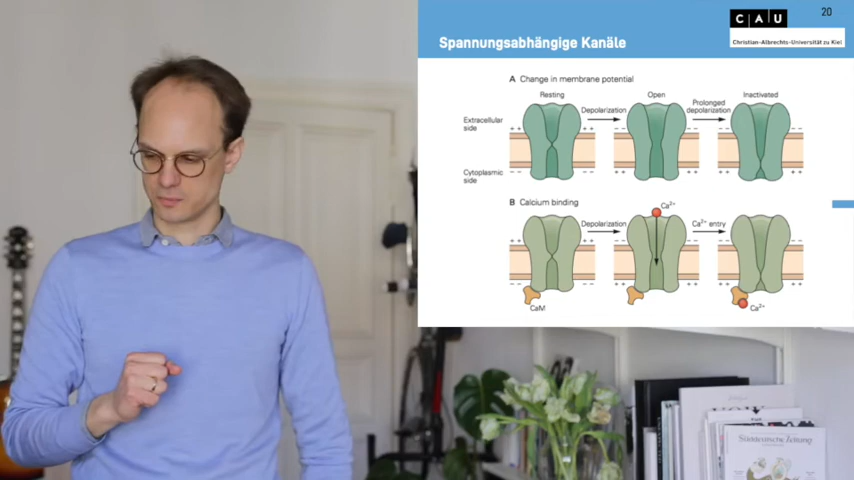 20
CAU
Christian-Albrechts-Universität zu Kiel
Spannungsabhängige Kanäle
A Change in membrane potential
Resting
Open
Inactivated
Depolarization
Prolonged
depolarization
Extracellular
side
Cytoplasmic
side
++
++
--
--
++
++
--
--
++
++
--
--
B Calcium binding
Ca2+
Depolarization
Ca2+ entry
CaM
Ca2+
Süddeutsche Zeitung